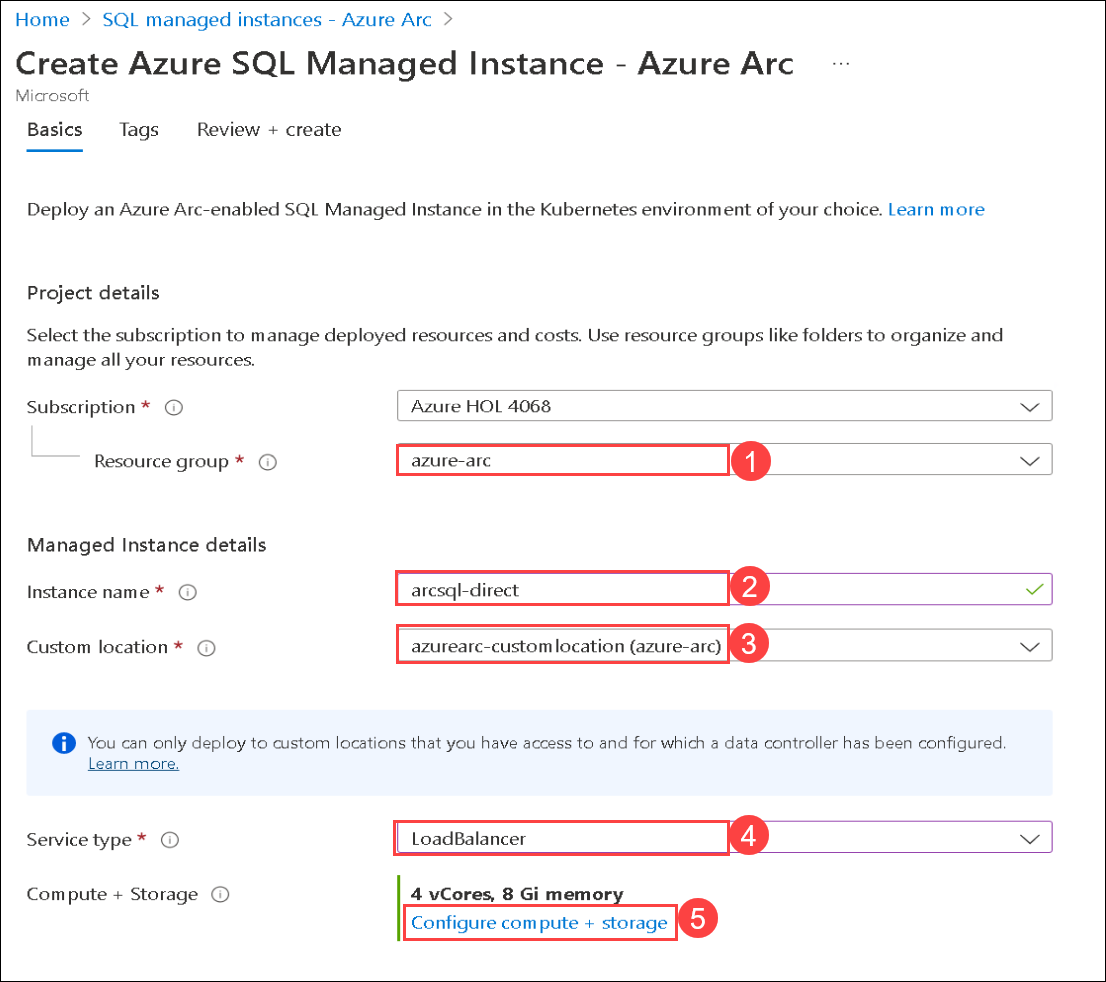 Home > SQL managed instances - Azure Arc >
Create Azure SQL Managed Instance - Azure Arc ...
Microsoft
Basics Tags Review + create
Deploy an Azure Arc-enabled SQL Managed Instance in the Kubernetes environment of your choice. Learn more
Project details
Select the subscription to manage deployed resources and costs. Use resource groups like folders to organize and
manage all your resources.
Subscription * Azure HOL 4068
Resource group * azure-arc 1
Managed Instance details
Instance name * arcsql-direct 2
Custom location * azurearc-customlocation (azure-arc) 3
You can only deploy to custom locations that you have access to and for which a data controller has been configured.
Learn more.
Service type * LoadBalancer 4
Compute + Storage 4 vCores, 8 Gi memory
Configure compute + storage 5